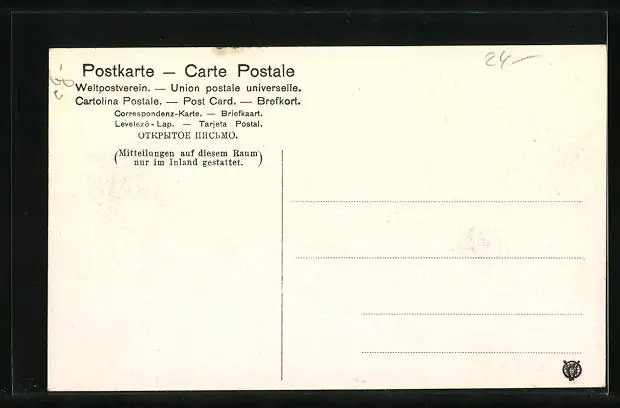 24-
Postkarte — Carte Postale
Weltpostverein. — Union postale universelle.
Cartolina Postale. — Post Card. — Brefkort.
Correspondenz-Karte. — Briefkaart.
Levelező-Lap. — Tarjeta Postal.
ОТКРЫТОЕ ПИСЬМО.
(Mitteilungen auf diesem Raum
nur im Inland gestattet.)